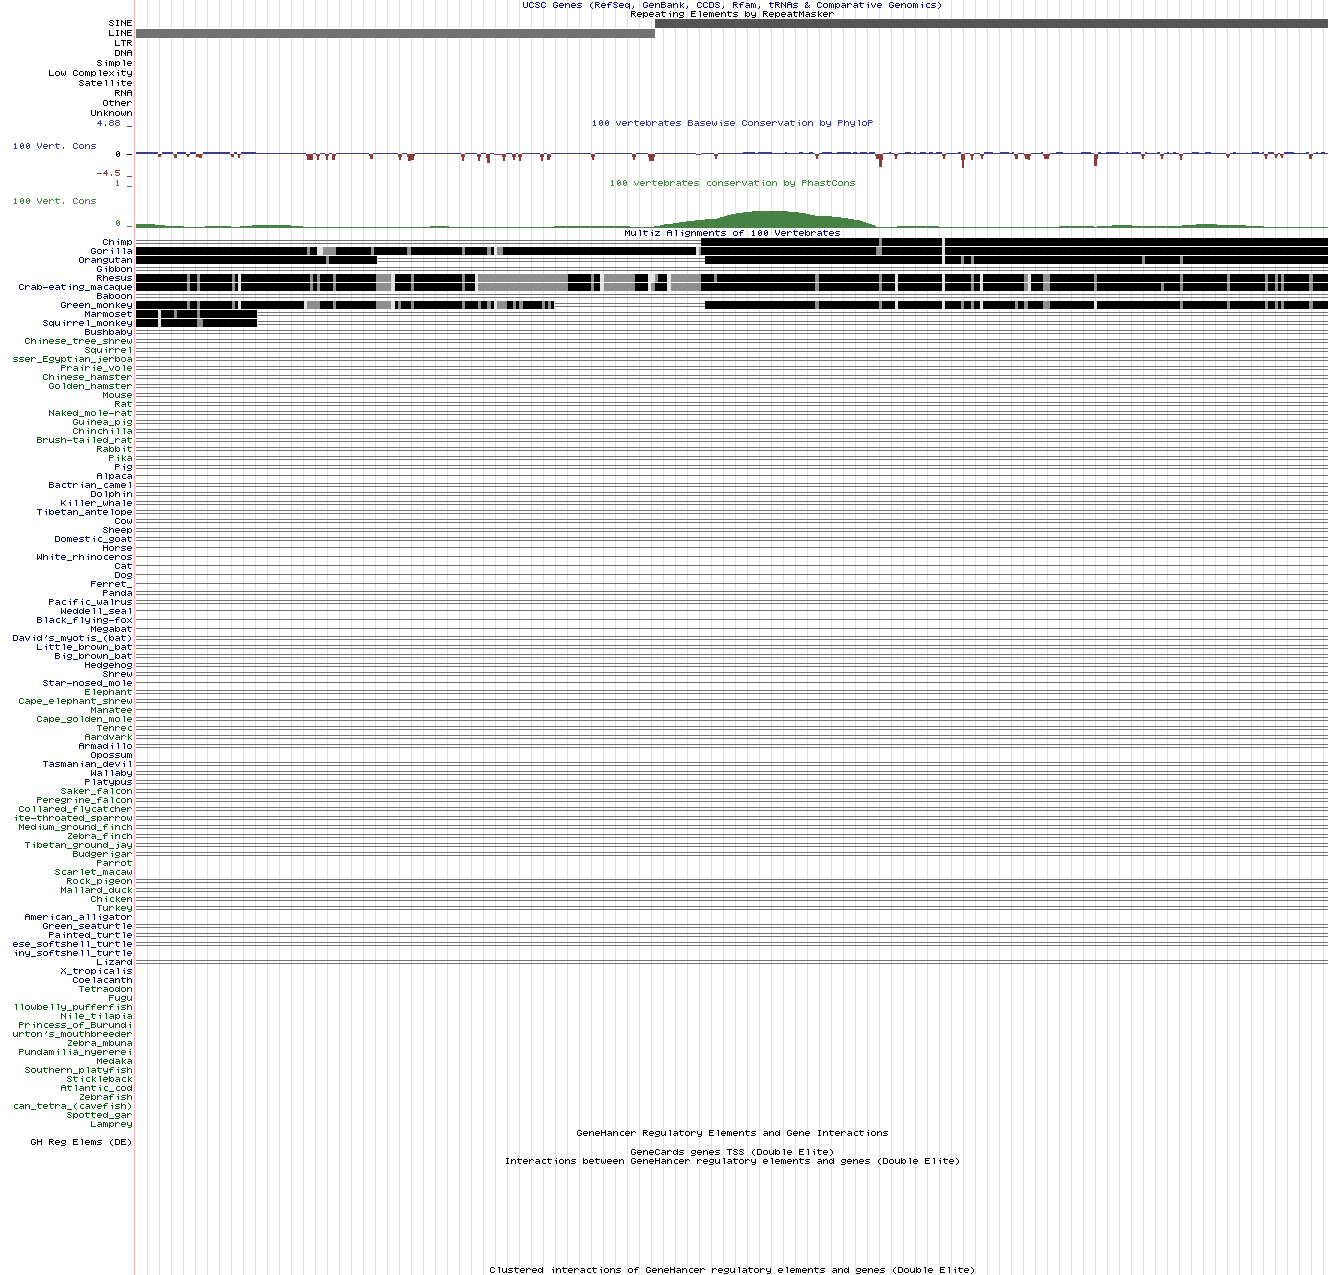 UCSC Genes (RefSeq, GenBank, CCDS, Rfam, tRNAs & Comparative Genomics)
Repeating Elements by RepeatMasker
SINE
LINE
LTR
DNA
Simple
Low Complexity
Satellite
RNA
Other
Unknown
4.88 _
100 vertebrates Basewise Conservation by PhyloP
100 Vert. Cons
0 _
-4.5 _
1 _
100 vertebrates conservation by PhastCons
100 Vert. Cons
0 _
Multiz Alignments of 100 Vertebrates
Chimp
Gorilla
Orangutan
Gibbon
Rhesus
Crab-eating_macaque
Baboon
Green_monkey
Marmoset
Squirrel_monkey
Bushbaby
Chinese_tree_shrew
Squirrel
sser_Egyptian_jerboa
Prairie_vole
Chinese_hamster
Golden_hamster
Mouse
Rat
Naked_mole-rat
Guinea_pig
Chinchilla
Brush-tailed_rat
Rabbit
Pika
Pig
Alpaca
Bactrian_camel
Dolphin
Killer_whale
Tibetan_antelope
Cow
Sheep
Domestic_goat
Horse
White_rhinoceros
Cat
Dog
Ferret_
Panda
Pacific_walrus
Weddell_seal
Black_flying-fox
Megabat
David's_myotis_(bat)
Little_brown_bat
Big_brown_bat
Hedgehog
Shrew
Star-nosed_mole
Elephant
Cape_elephant_shrew
Manatee
Cape_golden_mole
Tenrec
Aardvark
Armadillo
Opossum
Tasmanian_devil
Wallaby
Platypus
Saker_falcon
Peregrine_falcon
Collared_flycatcher
ite-throated_sparrow
Medium_ground_finch
Zebra_finch
Tibetan_ground_jay
Budgerigar
Parrot
Scarlet_macaw
Rock_pigeon
Mallard_duck
Chicken
Turkey
American_alligator
Green_seaturtle
Painted_turtle
ese_softshell_turtle
iny_softshell_turtle
Lizard
X_tropicalis
Coelacanth
Tetraodon
Fugu
llowbelly_pufferfish
Nile_tilapia
Princess_of_Burundi
urton's_mouthbreeder
Zebra_mbuna
Pundamilia_nyererei
Medaka
Southern_platyfish
Stickleback
Atlantic_cod
Zebrafish
can_tetra_(cavefish)
Spotted_gar
Lamprey
GeneHancer Regulatory Elements and Gene Interactions
GH Reg Elems (DE)
GeneCards genes TSS (Double Elite)
Interactions between GeneHancer regulatory elements and genes (Double Elite)
Clustered interactions of GeneHancer regulatory elements and genes (Double Elite)